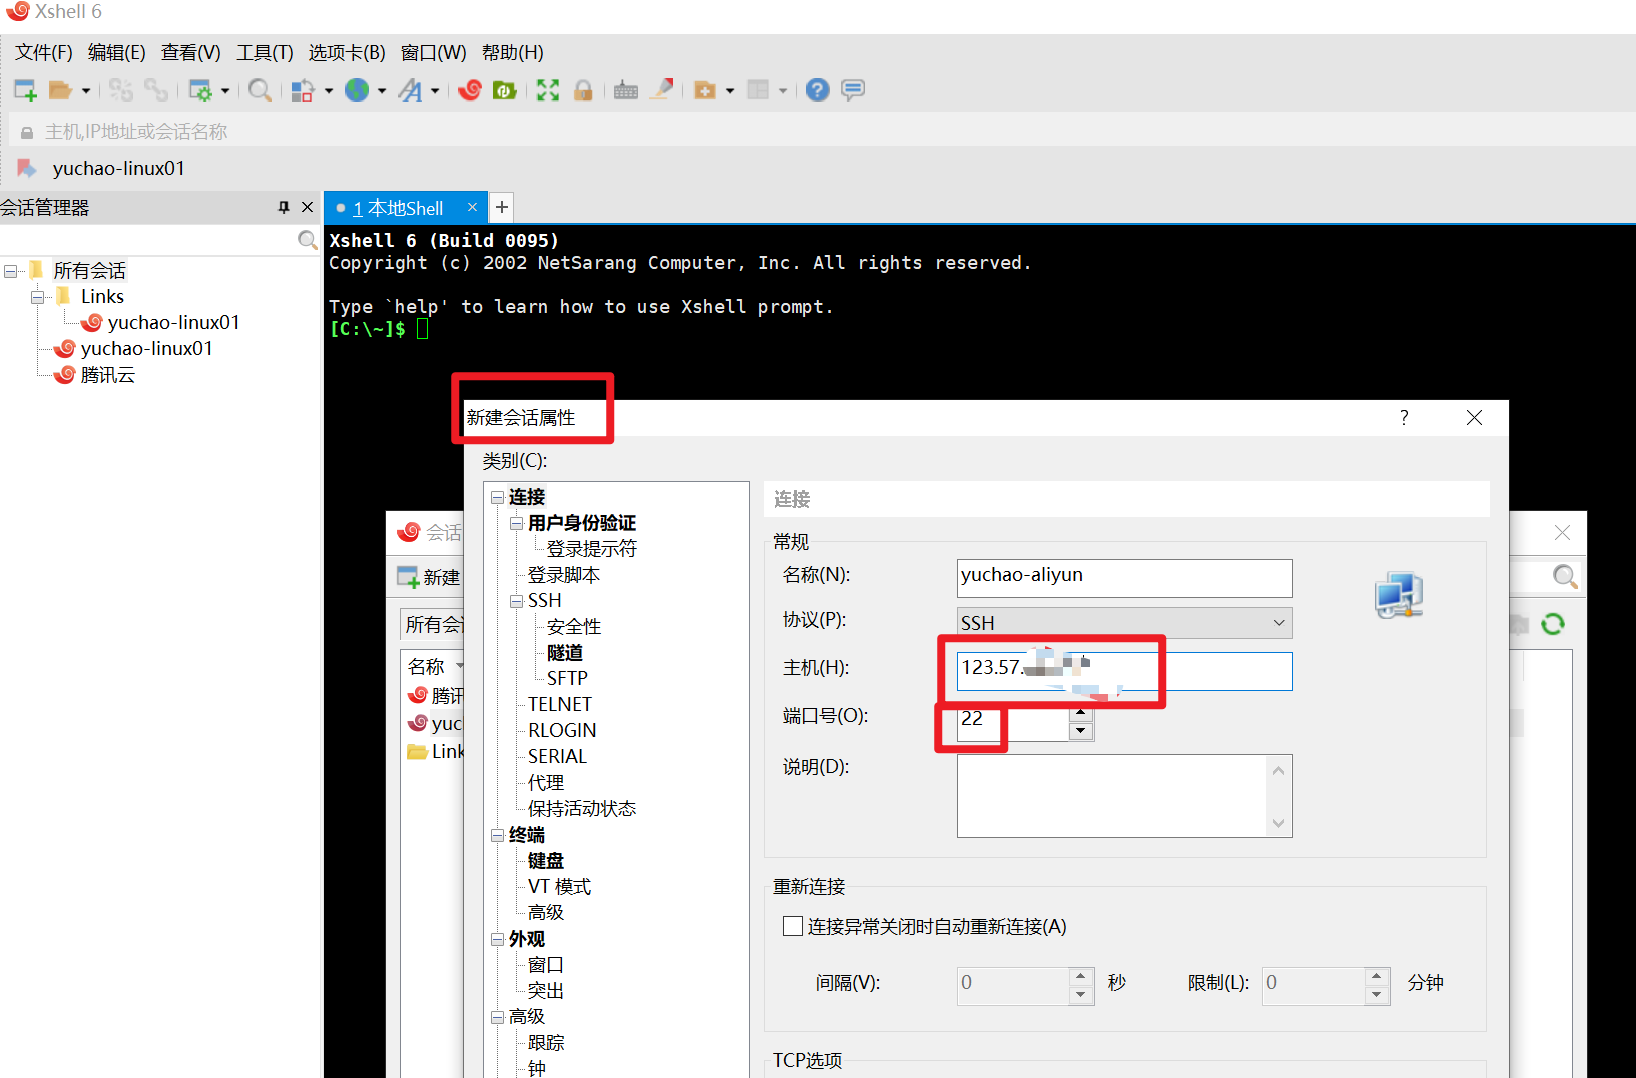 Xshell 6
文件(F) 编辑(E) 查看(V) 工具(T) 选项卡(B) 窗口(W) 帮助(H)
主机,IP地址或会话名称
yuchao-linux01
会话管理器
1 本地Shell
Xshell 6 (Build 0095)
Copyright (c) 2002 NetSarang Computer, Inc. All rights reserved.
Type `help' to learn how to use Xshell prompt.
[C:\~]$
所有会话
Links
yuchao-linux01
yuchao-linux01
腾讯云
会话
新建
所有会
名称
腾讯
yuc
Link
新建会话属性
?
类别(C):
连接
用户身份验证
登录提示符
登录脚本
SSH
安全性
隧道
SFTP
TELNET
RLOGIN
SERIAL
代理
保持活动状态
终端
键盘
VT 模式
高级
外观
窗口
突出
高级
跟踪
钟
连接
常规
名称(N): yuchao-aliyun
协议(P): SSH
主机(H): 123.57.
端口号(O): 22
说明(D):
重新连接
连接异常关闭时自动重新连接(A)
间隔(V): 0 秒 限制(L): 0 分钟
TCP选项